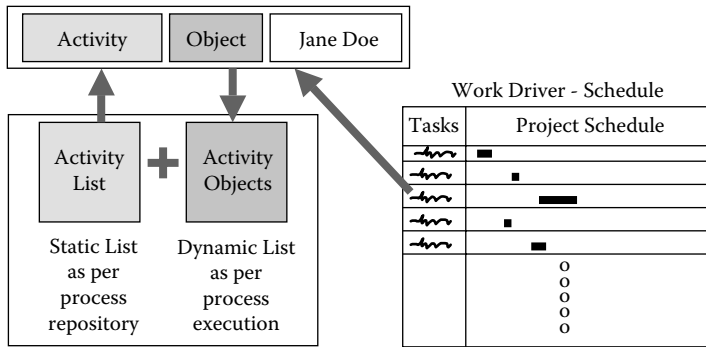 Activity
Object
Jane Doe
Work Driver - Schedule
Tasks
Project Schedule
Activity
List
Activity
Objects
Static List
as per
process
repository
Dynamic List
as per
process
execution
o
o
o
o
o